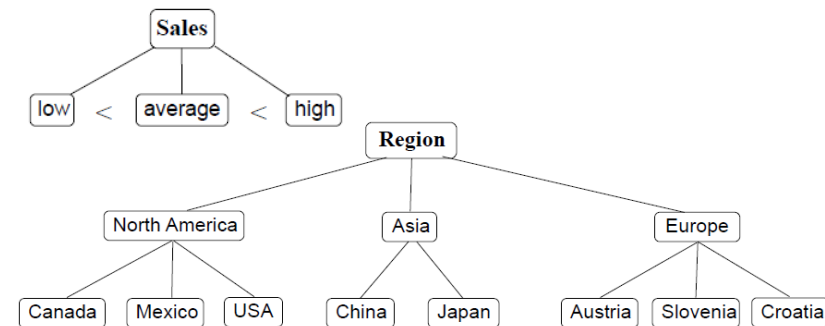 Sales
low < average < high
Region
North America Asia Europe
Canada Mexico USA China Japan Austria Slovenia Croatia